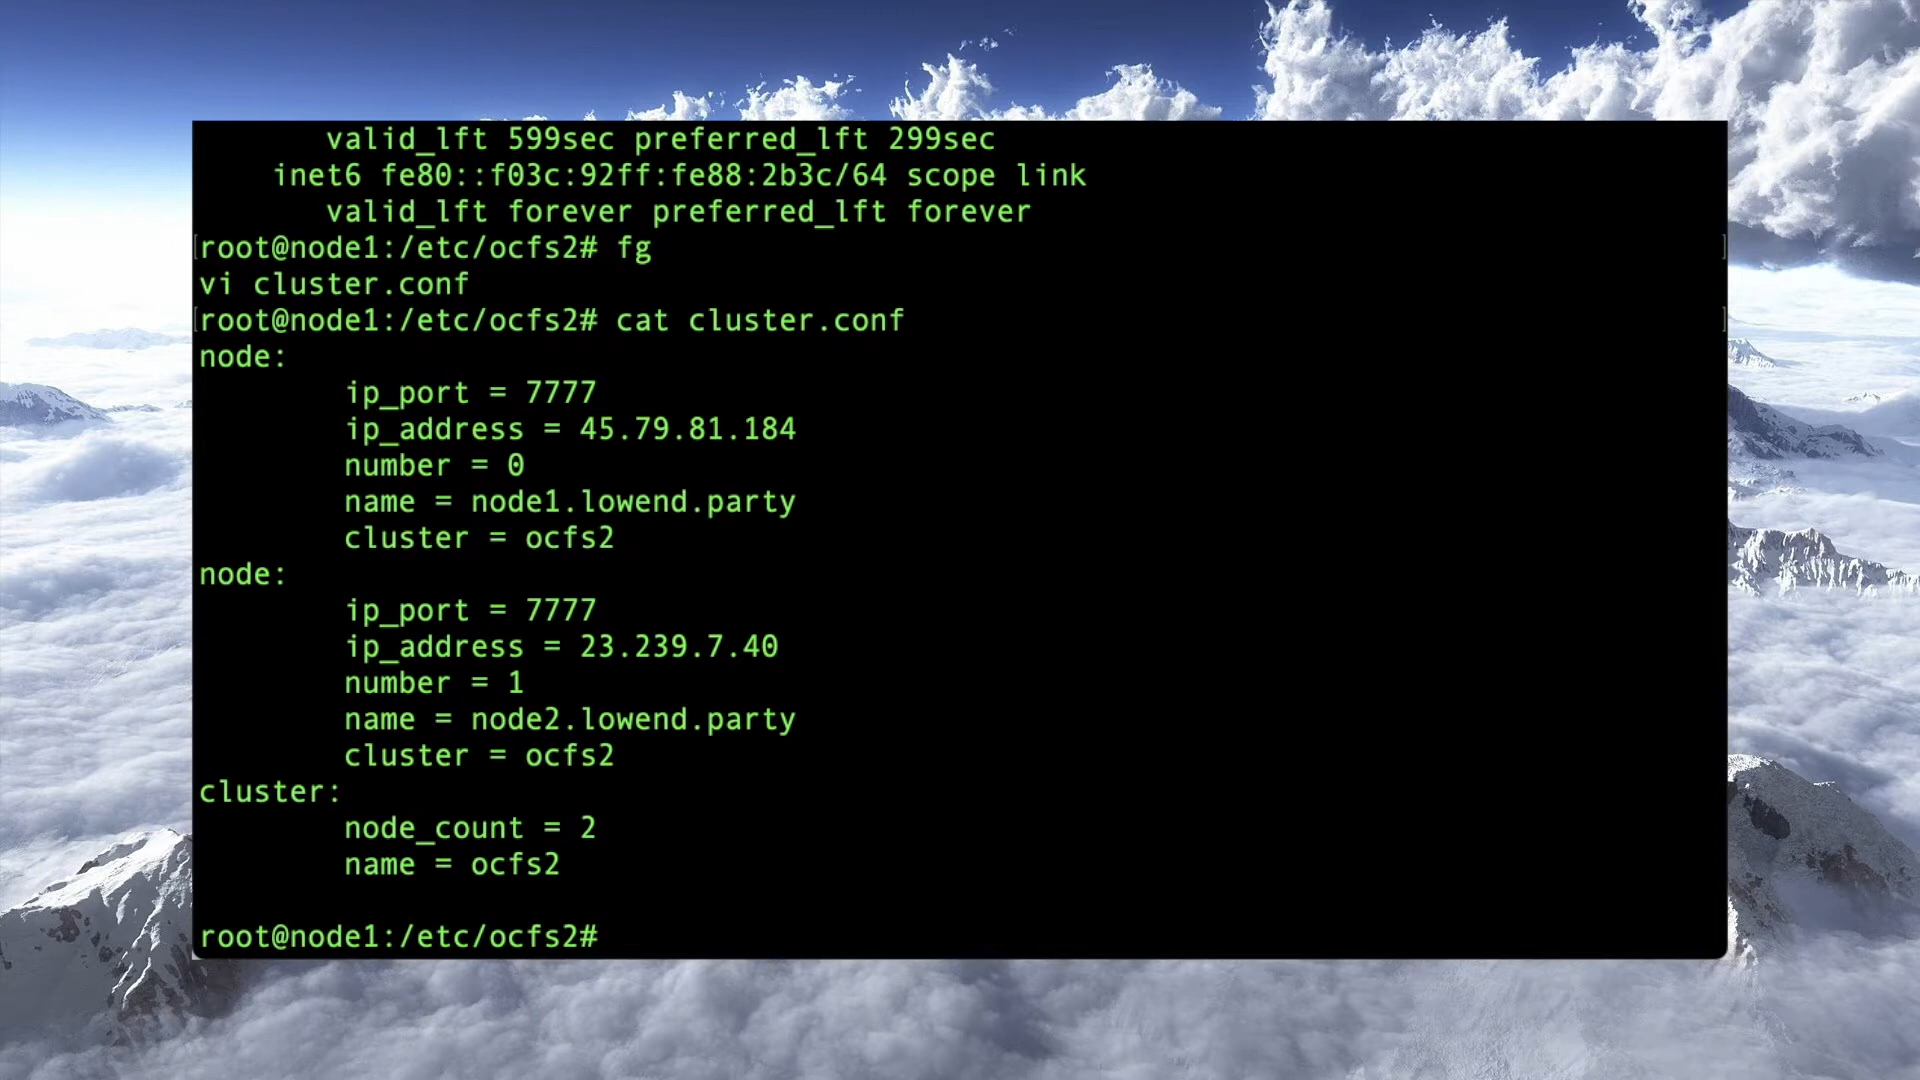 valid_lft 599sec preferred_lft 299sec
inet6 fe80::f03c:92ff:fe88:2b3c/64 scope link
valid_lft forever preferred_lft forever
[root@node1:/etc/ocfs2# fg ]
vi cluster.conf
[root@node1:/etc/ocfs2# cat cluster.conf ]
node:
ip_port = 7777
ip_address = 45.79.81.184
number = 0
name = node1.lowend.party
cluster = ocfs2
node:
ip_port = 7777
ip_address = 23.239.7.40
number = 1
name = node2.lowend.party
cluster = ocfs2
cluster:
node_count = 2
name = ocfs2
root@node1:/etc/ocfs2#